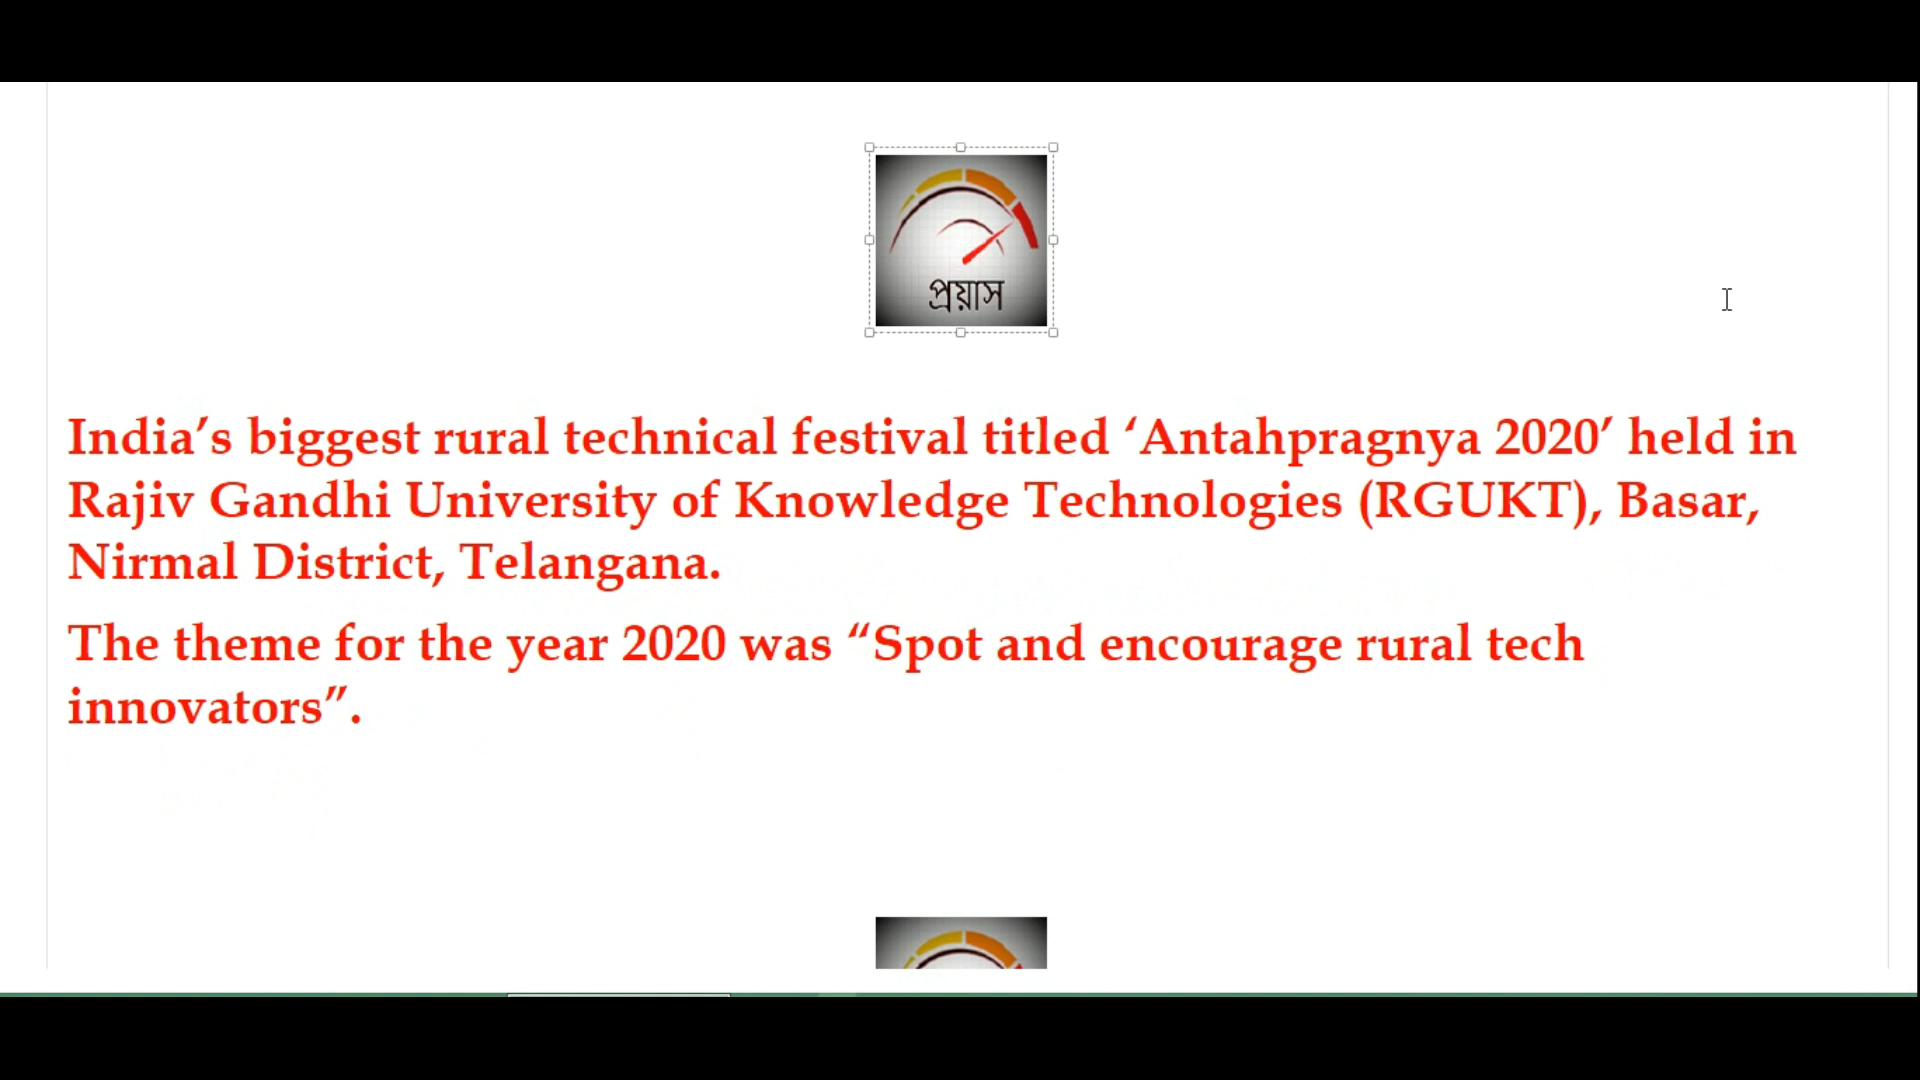 প্রয়াস
India’s biggest rural technical festival titled ‘Antahpragnya 2020’ held in
Rajiv Gandhi University of Knowledge Technologies (RGUKT), Basar,
Nirmal District, Telangana.
The theme for the year 2020 was “Spot and encourage rural tech
innovators”.